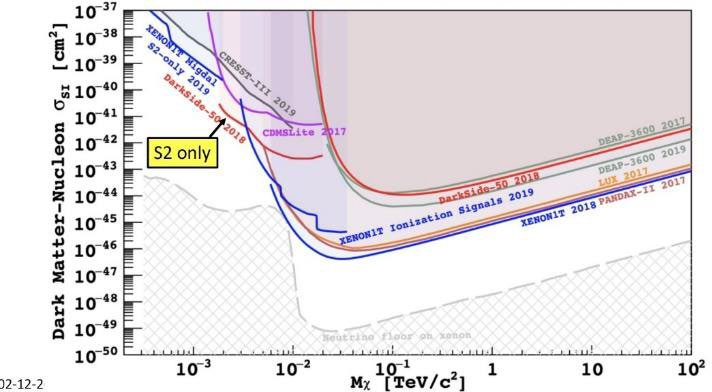 10⁻³⁷
10⁻³⁸
10⁻³⁹
10⁻⁴⁰
10⁻⁴¹
10⁻⁴²
10⁻⁴³
10⁻⁴⁴
10⁻⁴⁵
10⁻⁴⁶
10⁻⁴⁷
10⁻⁴⁸
10⁻⁴⁹
10⁻⁵⁰
Dark Matter-Nucleon σSI [cm²]
XENON1T Migdal
S2-only 2019
CRESST-III 2019
DarkSide-50 2018
CDMSLite 2017
S2 only
DEAP-3600 2017
DEAP-3600 2019
DarkSide-50 2018
LUX 2017
PANDAX-II 2017
XENON1T Ionization Signals 2019
XENON1T 2018
Neutrino floor on xenon
10⁻³ 10⁻² 10⁻¹ 1 10 10²
Mχ [TeV/c²]
02-12-2